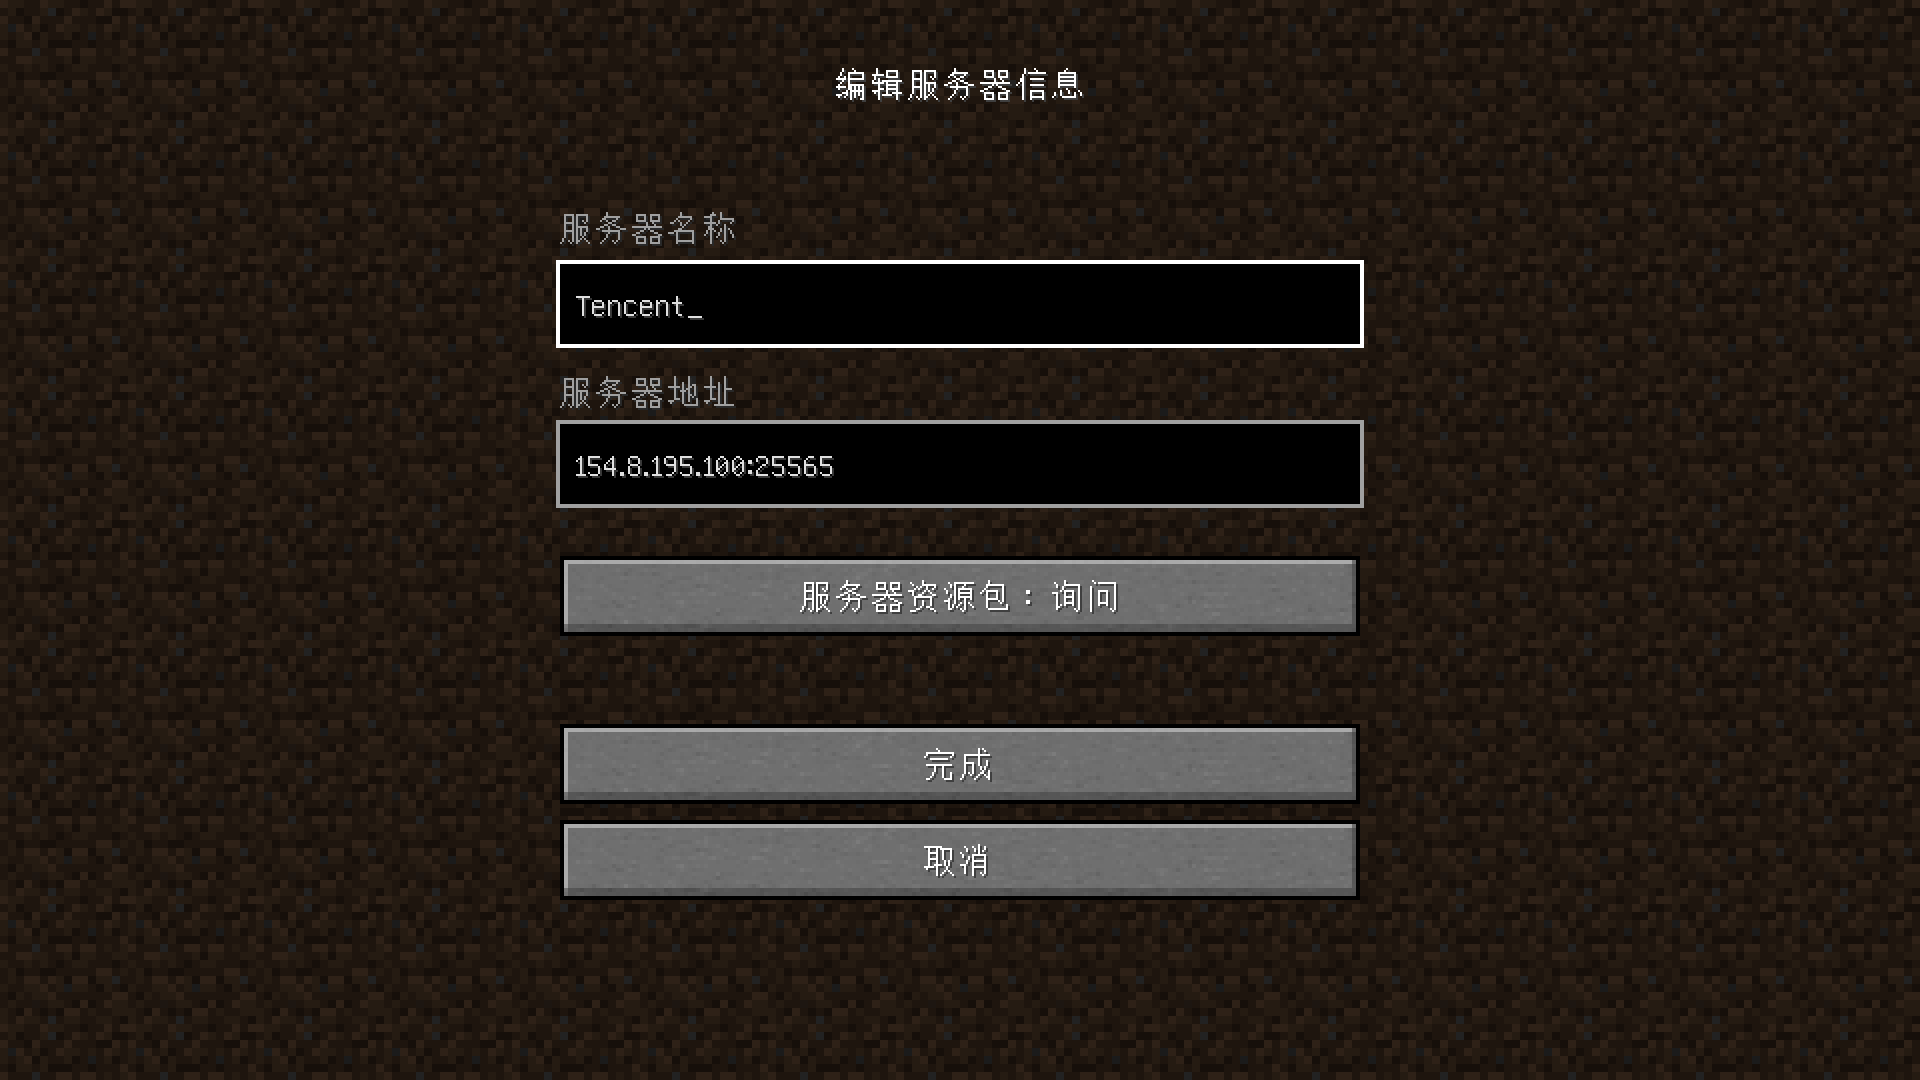 编辑服务器信息
服务器名称
Tencent_
服务器地址
154.8.195.100:25565
服务器资源包：询问
完成
取消